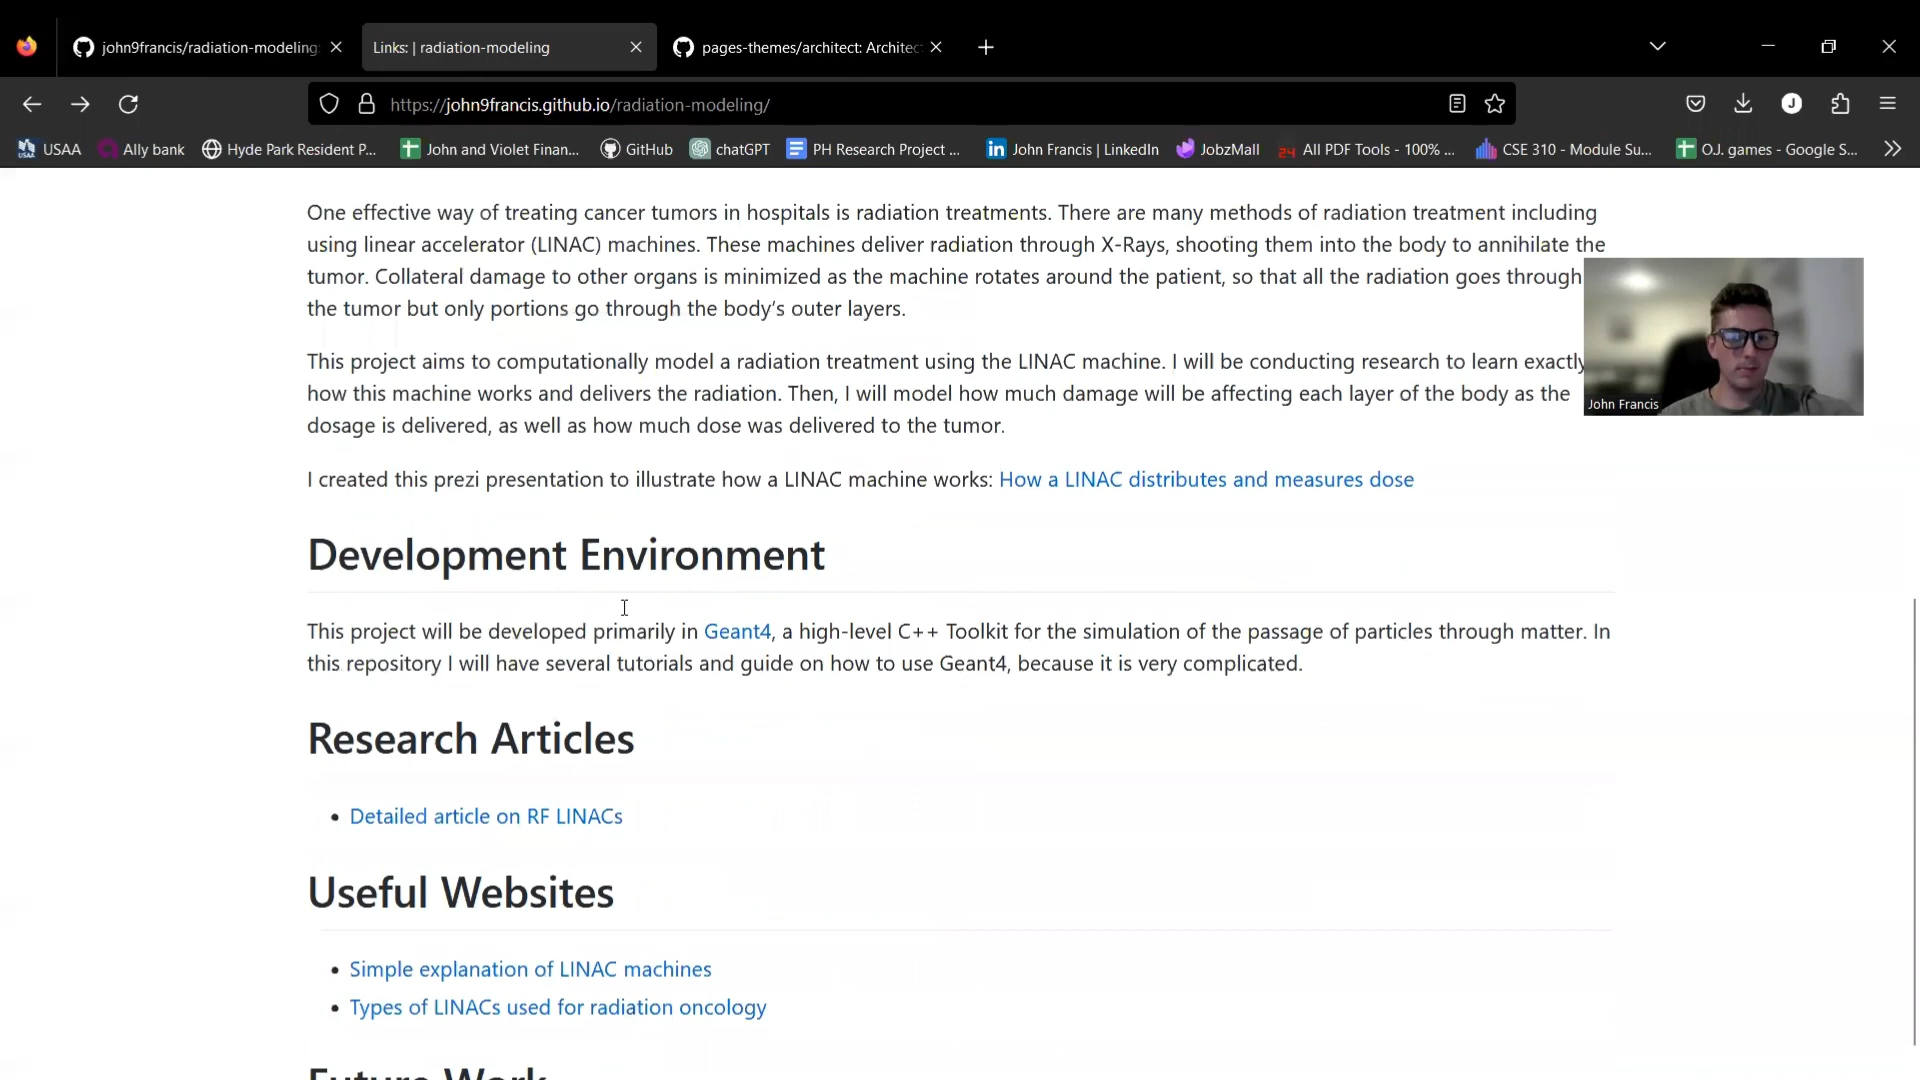 john9francis/radiation-modeling:
Links: | radiation-modeling
pages-themes/architect: Architec
https://john9francis.github.io/radiation-modeling/
J
USAA
Ally bank
Hyde Park Resident P...
John and Violet Finan...
GitHub
chatGPT
PH Research Project ...
John Francis | LinkedIn
JobzMall
All PDF Tools - 100% ...
CSE 310 - Module Su...
O.J. games - Google S...
One effective way of treating cancer tumors in hospitals is radiation treatments. There are many methods of radiation treatment including
using linear accelerator (LINAC) machines. These machines deliver radiation through X-Rays, shooting them into the body to annihilate the
tumor. Collateral damage to other organs is minimized as the machine rotates around the patient, so that all the radiation goes through
the tumor but only portions go through the body’s outer layers.
This project aims to computationally model a radiation treatment using the LINAC machine. I will be conducting research to learn exactly
how this machine works and delivers the radiation. Then, I will model how much damage will be affecting each layer of the body as the
dosage is delivered, as well as how much dose was delivered to the tumor.
John Francis
I created this prezi presentation to illustrate how a LINAC machine works: How a LINAC distributes and measures dose
Development Environment
This project will be developed primarily in Geant4, a high-level C++ Toolkit for the simulation of the passage of particles through matter. In
this repository I will have several tutorials and guide on how to use Geant4, because it is very complicated.
Research Articles
• Detailed article on RF LINACs
Useful Websites
• Simple explanation of LINAC machines
• Types of LINACs used for radiation oncology
Future Work